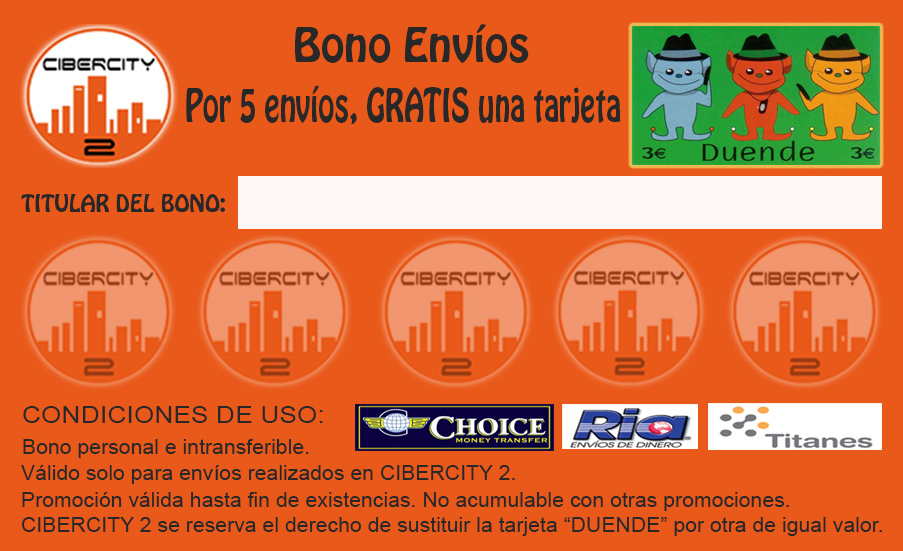 CIBERCITY
2
Bono Envíos
Por 5 envíos, GRATIS una tarjeta
3€ Duende 3€
TITULAR DEL BONO:
CIBERCITY CIBERCITY CIBERCITY CIBERCITY CIBERCITY
2 2 2 2 2
CONDICIONES DE USO:
CHOICE
MONEY TRANSFER
Ria
ENVÍOS DE DINERO
Titanes
Bono personal e intransferible.
Válido solo para envíos realizados en CIBERCITY 2.
Promoción válida hasta fin de existencias. No acumulable con otras promociones.
CIBERCITY 2 se reserva el derecho de sustituir la tarjeta “DUENDE” por otra de igual valor.